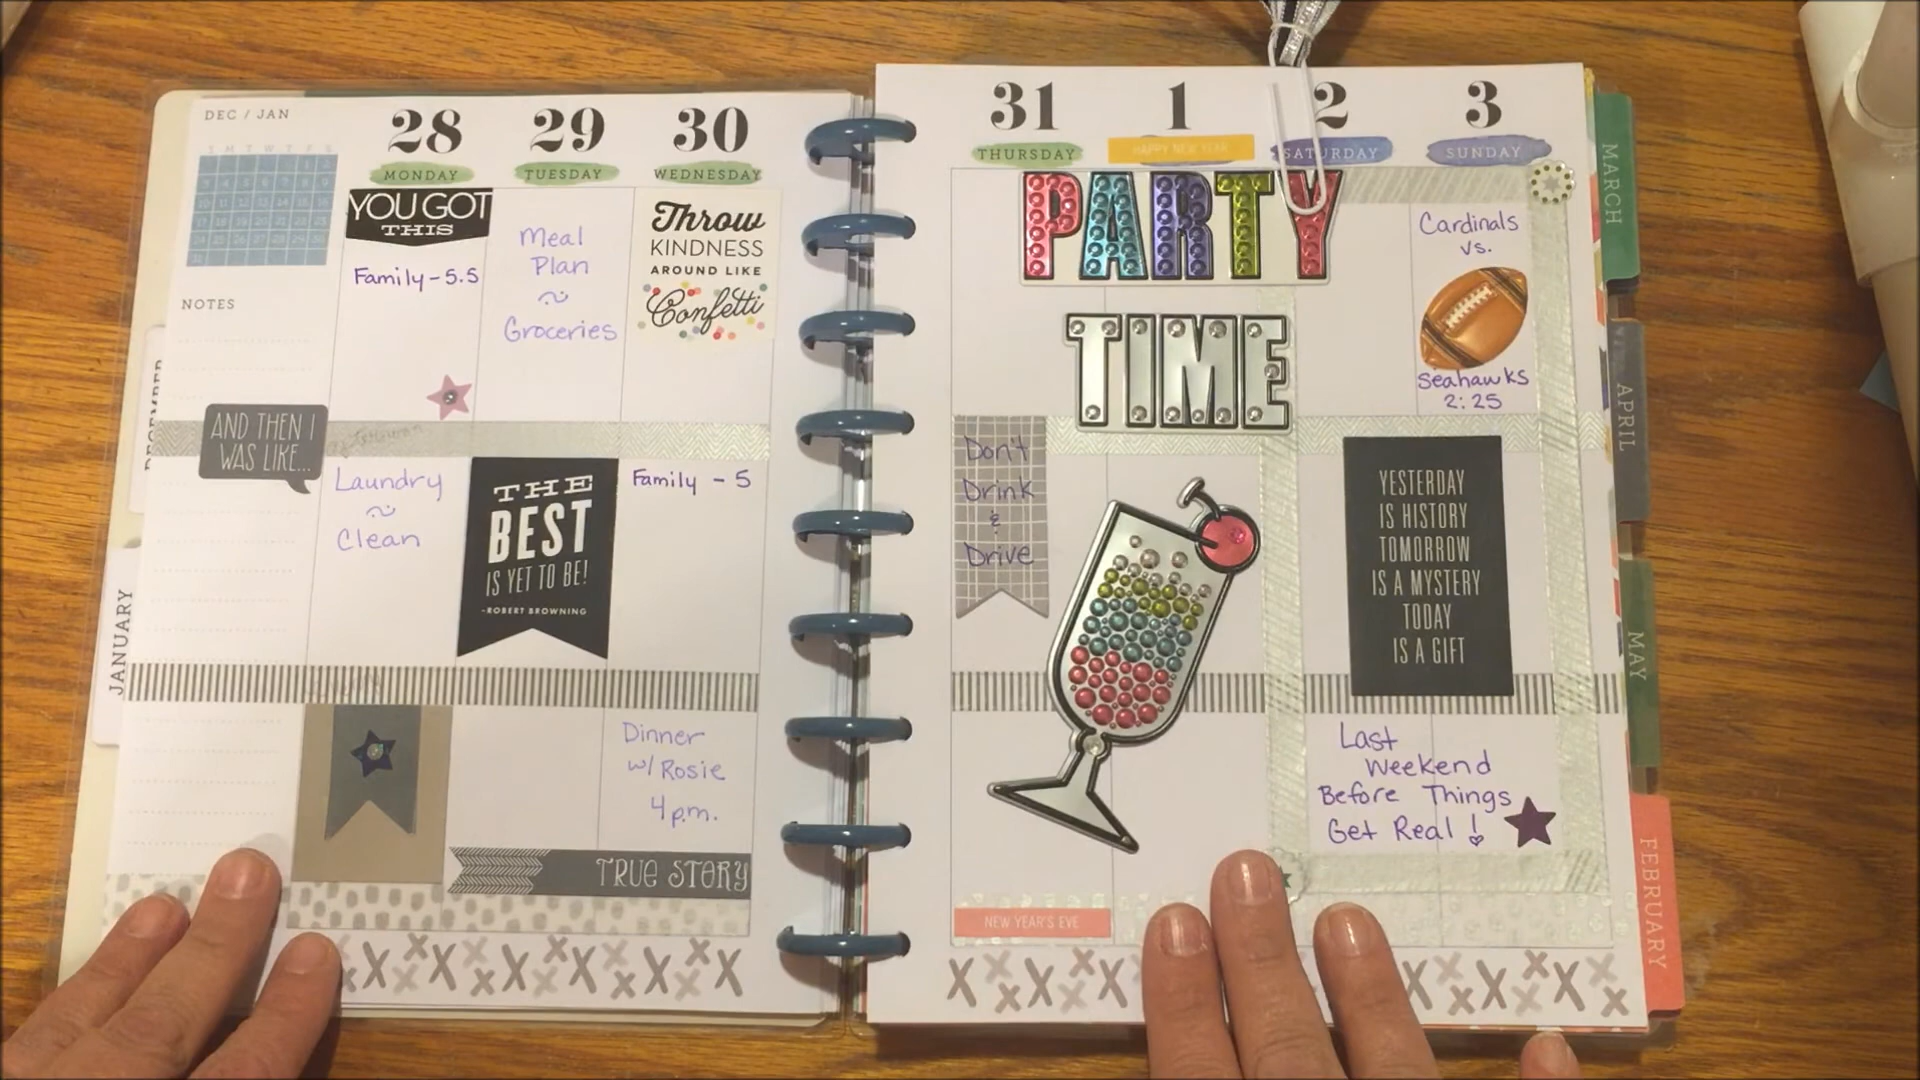 DEC / JAN
28
MONDAY
29
TUESDAY
30
WEDNESDAY
NOTES
YOU GOT
THIS
Family - 5.5
Meal
Plan
~
Groceries
Throw
KINDNESS
AROUND LIKE
Confetti
AND THEN I
WAS LIKE...
Laundry
~
Clean
THE
BEST
IS YET TO BE!
-ROBERT BROWNING
Family - 5
Dinner
w/ Rosie
4 p.m.
TRUE STORY
DECEMBER
JANUARY
31
THURSDAY
1
HAPPY NEW YEAR
2
SATURDAY
3
SUNDAY
PARTY
TIME
Cardinals
vs.
Seahawks
2:25
Don't
Drink
&
Drive
YESTERDAY
IS HISTORY
TOMORROW
IS A MYSTERY
TODAY
IS A GIFT
Last
Weekend
Before Things
Get Real!
NEW YEAR'S EVE
MARCH
APRIL
MAY
FEBRUARY